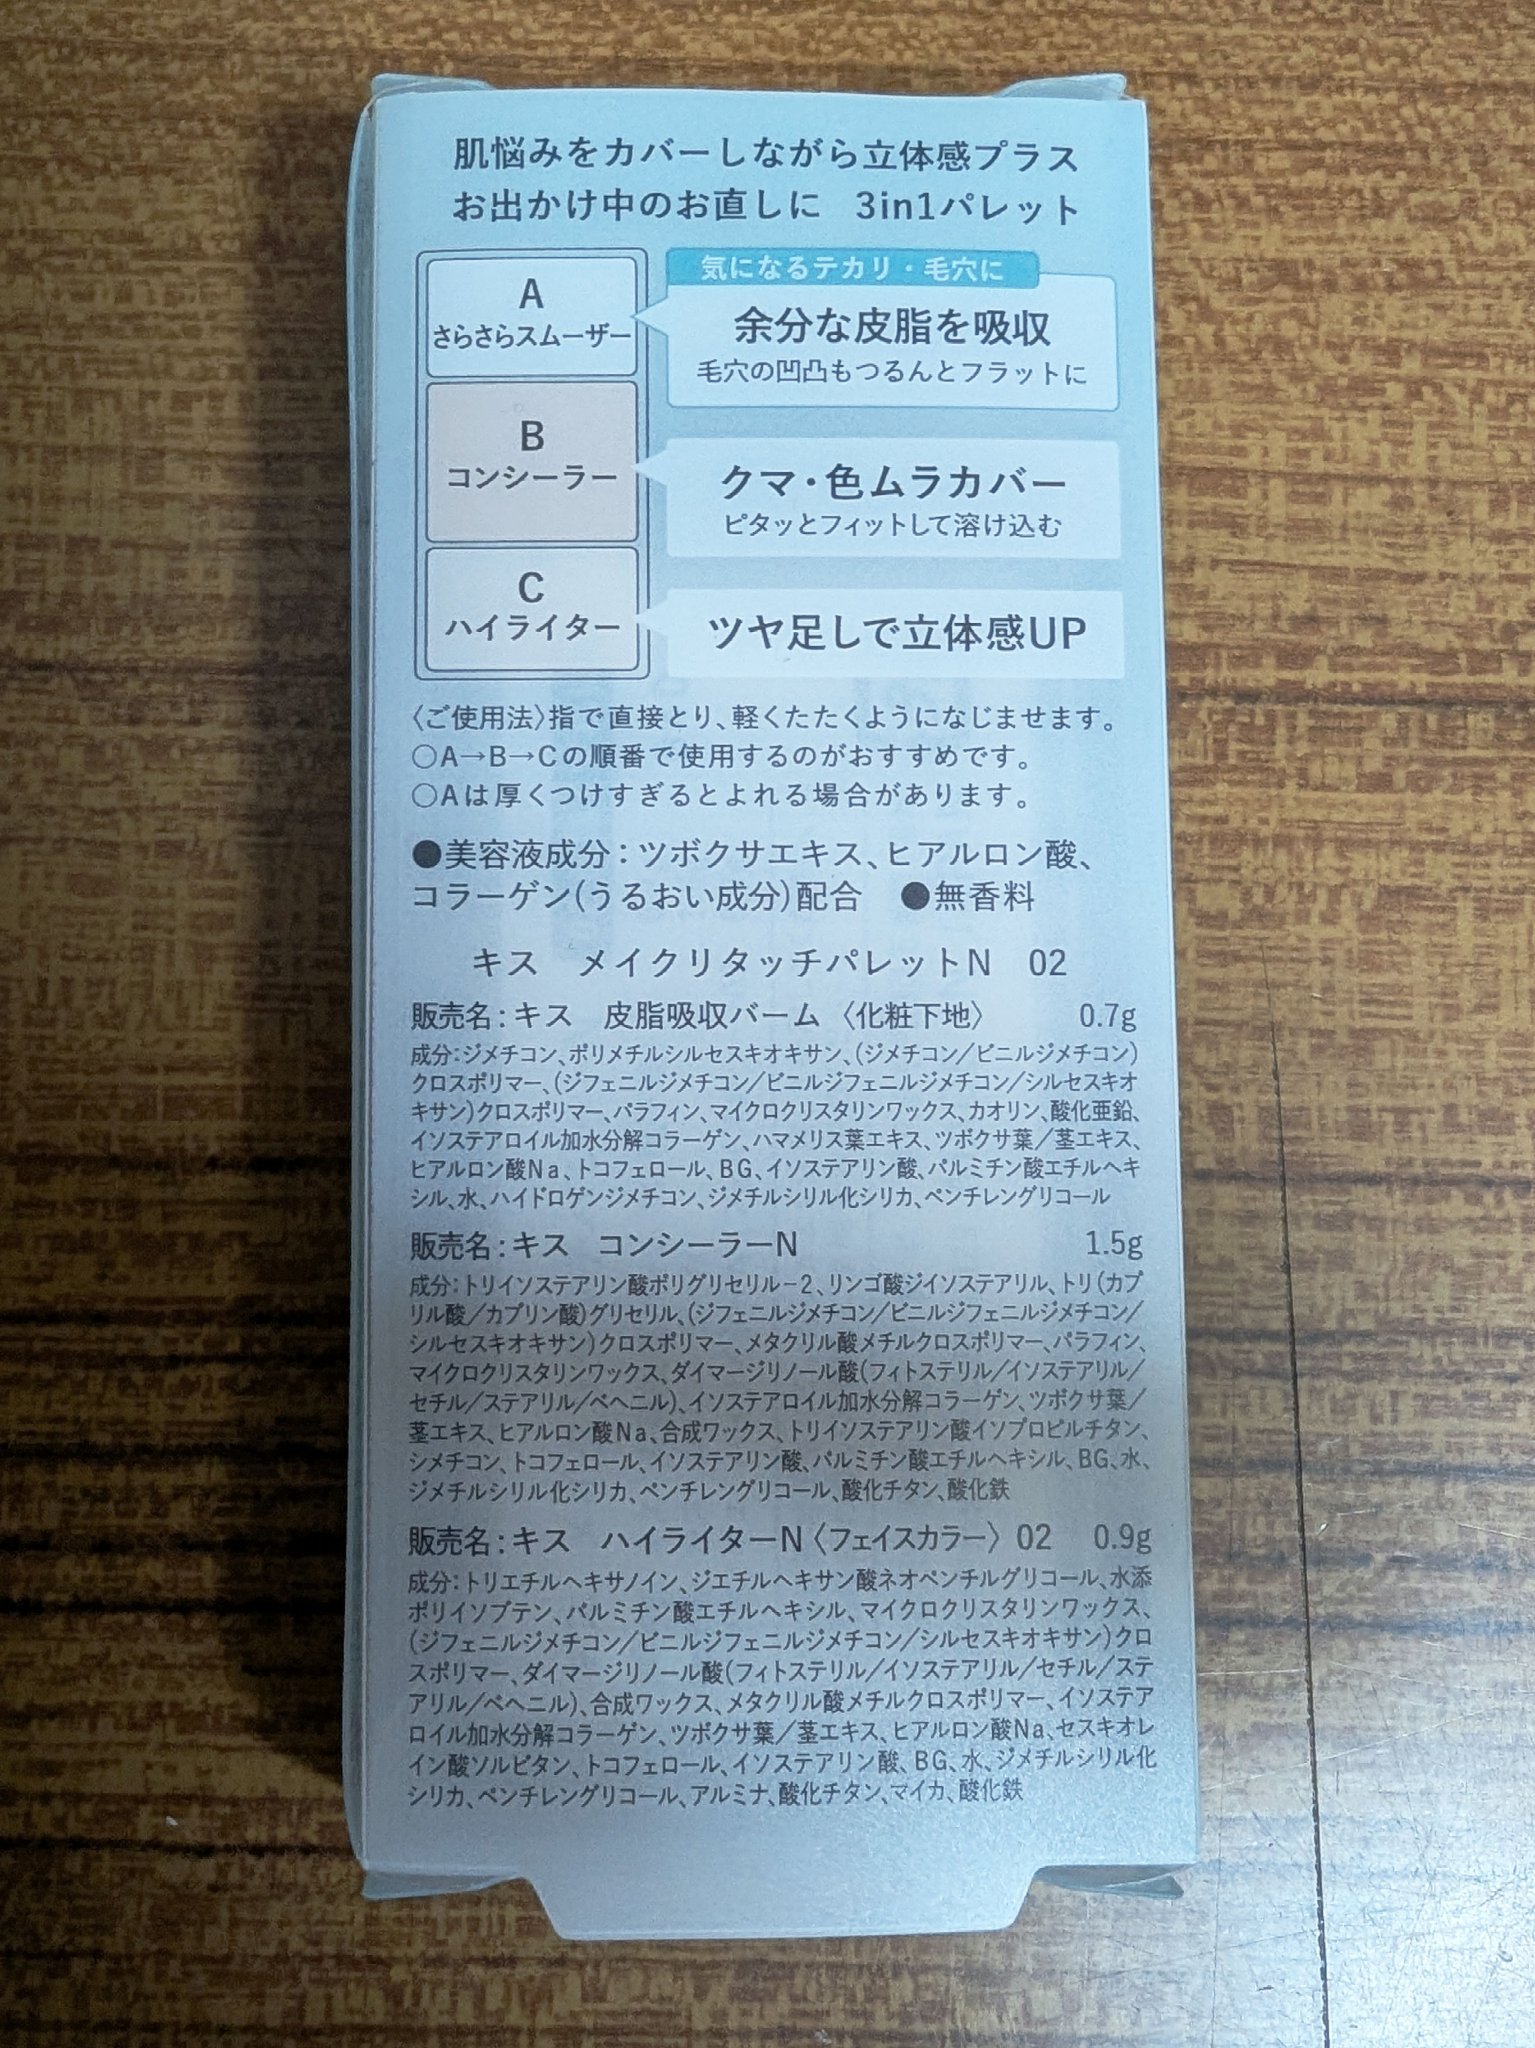 肌悩みをカバーしながら立体感プラス
お出かけ中のお直しに 3in1パレット
A
さらさらスムーザー
気になるテカリ・毛穴に
余分な皮脂を吸収
毛穴の凹凸もつるんとフラットに
B
コンシーラー
クマ・色ムラカバー
ピタッとフィットして溶け込む
C
ハイライター
ツヤ足しで立体感UP
〈ご使用法〉指で直接とり、軽くたたくようになじませます。
○A→B→Cの順番で使用するのがおすすめです。
○Aは厚くつけすぎるとよれる場合があります。
●美容液成分：ツボクサエキス、ヒアルロン酸、
コラーゲン(うるおい成分)配合 ●無香料
キス メイクリタッチパレットN 02
販売名：キス 皮脂吸収バーム〈化粧下地〉 0.7g
成分：ジメチコン、ポリメチルシルセスキオキサン、(ジメチコン／ビニルジメチコン)
クロスポリマー、(ジフェニルジメチコン／ビニルジフェニルジメチコン／シルセスキオ
キサン)クロスポリマー、パラフィン、マイクロクリスタリンワックス、カオリン、酸化亜鉛、
イソステアロイル加水分解コラーゲン、ハマメリス葉エキス、ツボクサ葉／茎エキス、
ヒアルロン酸Na、トコフェロール、BG、イソステアリン酸、パルミチン酸エチルヘキ
シル、水、ハイドロゲンジメチコン、ジメチルシリル化シリカ、ペンチレングリコール
販売名：キス コンシーラーN 1.5g
成分：トリイソステアリン酸ポリグリセリル－2、リンゴ酸ジイソステアリル、トリ(カプ
リル酸／カプリン酸)グリセリル、(ジフェニルジメチコン／ビニルジフェニルジメチコン／
シルセスキオキサン)クロスポリマー、メタクリル酸メチルクロスポリマー、パラフィン、
マイクロクリスタリンワックス、ダイマージリノール酸(フィトステリル／イソステアリル／
セチル／ステアリル／ベヘニル)、イソステアロイル加水分解コラーゲン、ツボクサ葉／
茎エキス、ヒアルロン酸Na、合成ワックス、トリイソステアリン酸イソプロピルチタン、
シメチコン、トコフェロール、イソステアリン酸、パルミチン酸エチルヘキシル、BG、水、
ジメチルシリル化シリカ、ペンチレングリコール、酸化チタン、酸化鉄
販売名：キス ハイライターN〈フェイスカラー〉02 0.9g
成分：トリエチルヘキサノイン、ジエチルヘキサン酸ネオペンチルグリコール、水添
ポリイソブテン、パルミチン酸エチルヘキシル、マイクロクリスタリンワックス、
(ジフェニルジメチコン／ビニルジフェニルジメチコン／シルセスキオキサン)クロ
スポリマー、ダイマージリノール酸(フィトステリル／イソステアリル／セチル／ステ
アリル／ベヘニル)、合成ワックス、メタクリル酸メチルクロスポリマー、イソステア
ロイル加水分解コラーゲン、ツボクサ葉／茎エキス、ヒアルロン酸Na、セスキオレ
イン酸ソルビタン、トコフェロール、イソステアリン酸、BG、水、ジメチルシリル化
シリカ、ペンチレングリコール、アルミナ、酸化チタン、マイカ、酸化鉄